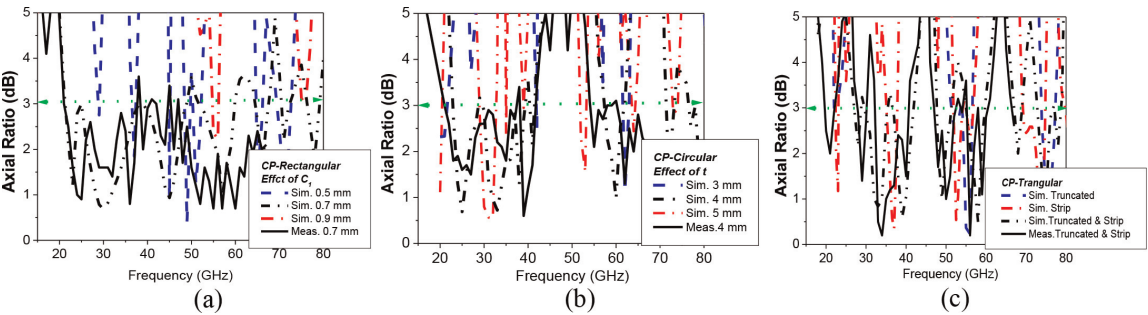 Axial Ratio (dB)
5
4
3
2
1
0
CP-Rectangular
Effct of C1
Sim. 0.5 mm
Sim. 0.7 mm
Sim. 0.9 mm
Meas. 0.7 mm
20 30 40 50 60 70 80
Frequency (GHz)
(a)
Axial Ratio (dB)
5
4
3
2
1
0
CP-Circular
Effect of t
Sim. 3 mm
Sim. 4 mm
Sim. 5 mm
Meas.4 mm
20 30 40 50 60 70 80
Frequency (GHz)
(b)
Axial Ratio (dB)
5
4
3
2
1
0
CP-Trangular
Sim. Truncated
Sim. Strip
Sim.Truncated & Strip
Meas.Truncated & Strip
20 30 40 50 60 70 80
Frequency (GHz)
(c)